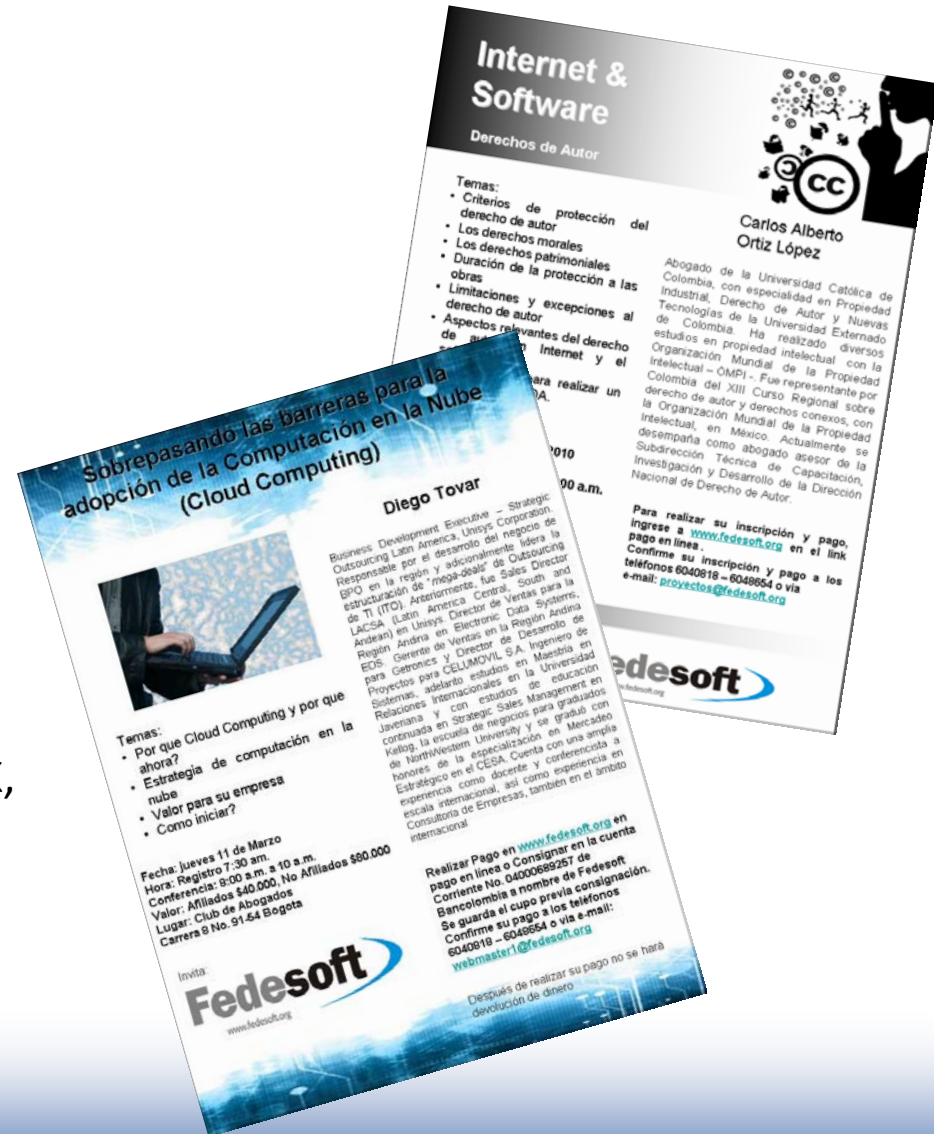 Internet &
Software
Derechos de Autor
Temas:
• Criterios de protección del
derecho de autor
• Los derechos morales
• Los derechos patrimoniales
• Duración de la protección a las
obras
• Limitaciones y excepciones al
derecho de autor
• Aspectos relevantes del derecho
de Internet y el
para realizar un
2010
00 a.m.
CC
Carlos Alberto
Ortiz López
Abogado de la Universidad Católica de
Colombia, con especialidad en Propiedad
Industrial, Derecho de Autor y Nuevas
Tecnologías de la Universidad Externado
de Colombia. Ha realizado diversos
estudios en propiedad intelectual con la
Organización Mundial de la Propiedad
Intelectual – OMPI -. Fue representante por
Colombia del XIII Curso Regional sobre
derecho de autor y derechos conexos, con
la Organización Mundial de la Propiedad
Intelectual, en México. Actualmente se
desempaña como abogado asesor de la
Subdirección Técnica de Capacitación,
Investigación y Desarrollo de la Dirección
Nacional de Derecho de Autor.
Para realizar su inscripción y pago,
ingrese a www.fedesoft.org en el link
pago en línea .
Confirme su inscripción y pago a los
teléfonos 6040818 – 6048654 o vía
e-mail: proyectos@fedesoft.org
edesoft
www.fedesoft.org
Sobrepasando las barreras para la
adopción de la Computación en la Nube
(Cloud Computing)
Temas:
• Por que Cloud Computing y por que
ahora?
• Estrategia de computación en la
nube
• Valor para su empresa
• Como iniciar?
Fecha: jueves 11 de Marzo
Hora: Registro 7:30 am.
Conferencia: 8:00 a.m. a 10 a.m.
Valor: Afiliados $40.000, No Afiliados $80.000
Lugar: Club de Abogados
Carrera 8 No. 91-54 Bogota
Invita:
Fedesoft
www.fedesoft.org
Diego Tovar
Business Development Executive – Strategic
Outsourcing Latin America, Unisys Corporation.
Responsable por el desarrollo del negocio de
BPO en la región y adicionalmente lidera la
estructuración de "mega-deals" de Outsourcing
de TI (ITO). Anteriormente, fue Sales Director
LACSA (Latin America Central, South and
Andean) en Unisys. Director de Ventas para la
Región Andina en Electronic Data Systems,
EDS. Gerente de Ventas en la Región Andina
para Getronics y Director de Desarrollo de
Proyectos para CELUMOVIL S.A. Ingeniero de
Sistemas, adelanto estudios en Maestría en
Relaciones Internacionales en la Universidad
Javeriana y con estudios de educación
continuada en Strategic Sales Management en
Kellog, la escuela de negocios para graduados
de NorthWestern University y se graduó con
honores de la especialización en Mercadeo
Estratégico en el CESA. Cuenta con una amplia
experiencia como docente y conferencista a
escala internacional, así como experiencia en
Consultoría de Empresas, también en el ámbito
internacional
Realizar Pago en www.fedesoft.org en
pago en línea o Consignar en la cuenta
Corriente No. 04000689257 de
Bancolombia a nombre de Fedesoft
Se guarda el cupo previa consignación.
Confirme su pago a los teléfonos
6040818 – 6048654 o vía e-mail:
webmaster1@fedesoft.org
Después de realizar su pago no se hará
devolución de dinero